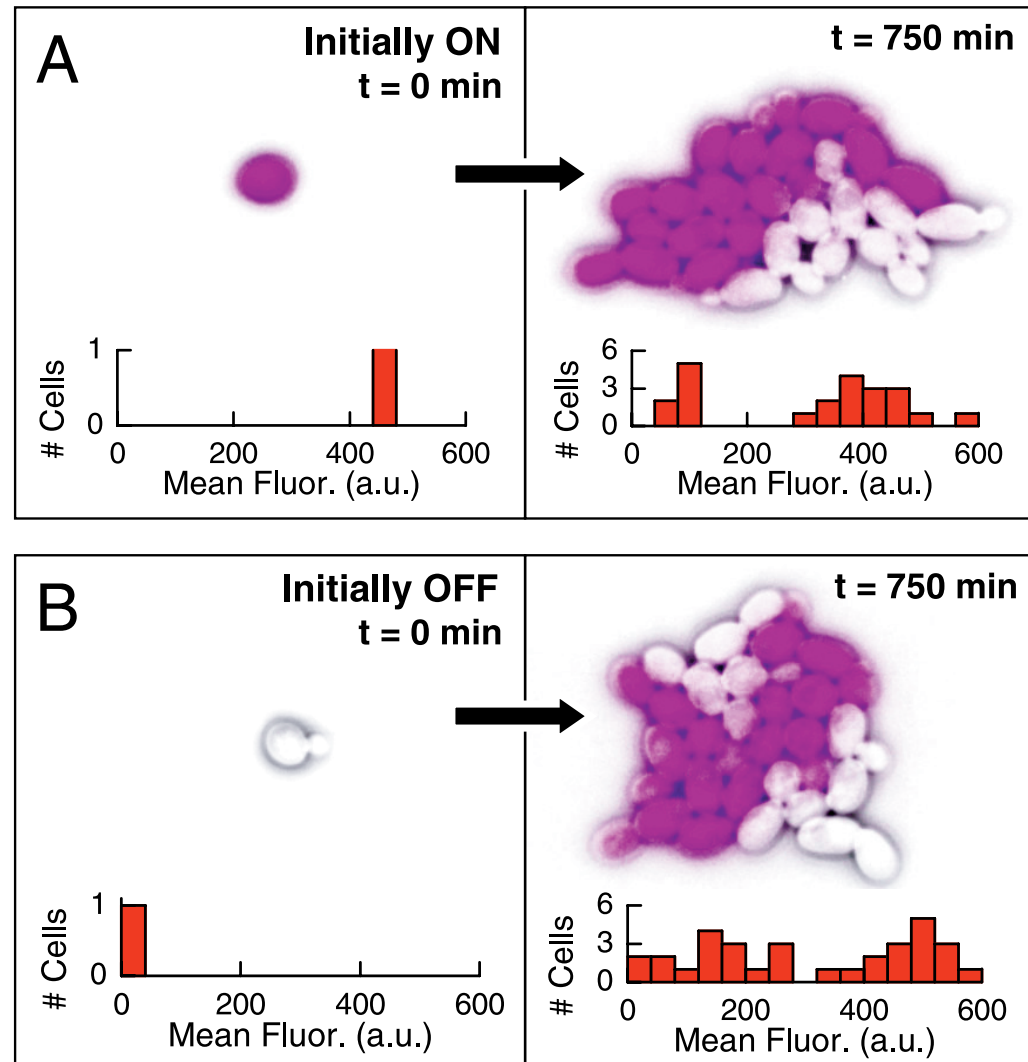 A
Initially ON
t = 0 min
1
0
# Cells
0 200 400 600
Mean Fluor. (a.u.)
t = 750 min
6
3
0
# Cells
0 200 400 600
Mean Fluor. (a.u.)
B
Initially OFF
t = 0 min
1
0
# Cells
0 200 400 600
Mean Fluor. (a.u.)
t = 750 min
6
3
0
# Cells
0 200 400 600
Mean Fluor. (a.u.)